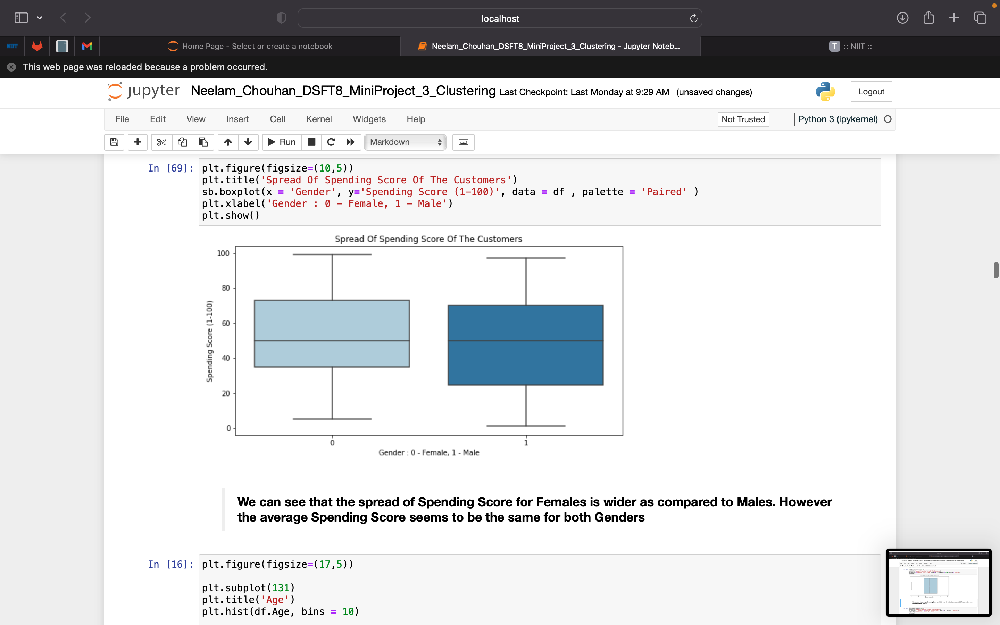 localhost
NIIT
Home Page - Select or create a notebook
Neelam_Chouhan_DSFT8_MiniProject_3_Clustering - Jupyter Noteb...
T :: NIIT ::
This web page was reloaded because a problem occurred.
jupyter Neelam_Chouhan_DSFT8_MiniProject_3_Clustering Last Checkpoint: Last Monday at 9:29 AM (unsaved changes)
Logout
File Edit View Insert Cell Kernel Widgets Help
Not Trusted
Python 3 (ipykernel)
Run
Markdown
In [69]:
plt.figure(figsize=(10,5))
plt.title('Spread Of Spending Score Of The Customers')
sb.boxplot(x = 'Gender', y='Spending Score (1-100)', data = df , palette = 'Paired' )
plt.xlabel('Gender : 0 - Female, 1 - Male')
plt.show()
Spread Of Spending Score Of The Customers
100
80
60
40
20
0
Spending Score (1-100)
0 1
Gender : 0 - Female, 1 - Male
We can see that the spread of Spending Score for Females is wider as compared to Males. However
the average Spending Score seems to be the same for both Genders
In [16]:
plt.figure(figsize=(17,5))
plt.subplot(131)
plt.title('Age')
plt.hist(df.Age, bins = 10)